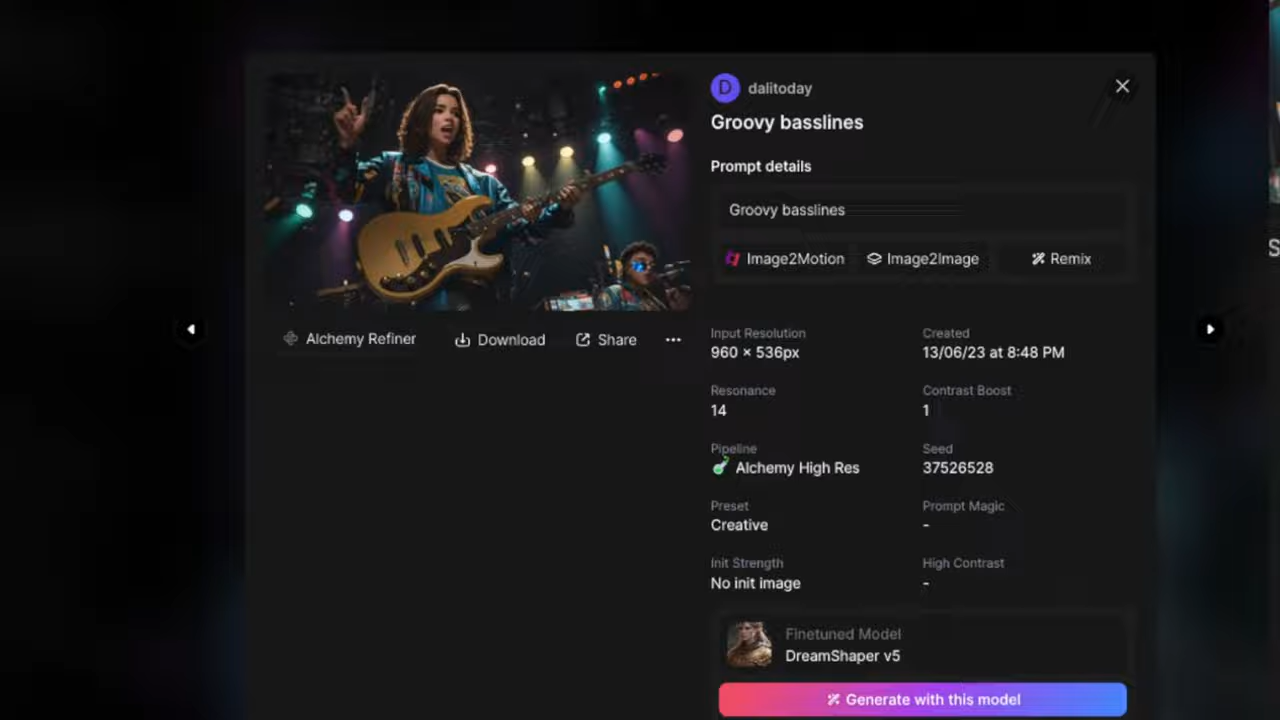 D dalitoday
Groovy basslines
Prompt details
Groovy basslines
Image2Motion Image2Image Remix
Alchemy Refiner Download Share
Input Resolution Created
960 × 536px 13/06/23 at 8:48 PM
Resonance Contrast Boost
14 1
Pipeline Seed
Alchemy High Res 37526528
Preset Prompt Magic
Creative -
Init Strength High Contrast
No init image -
Finetuned Model
DreamShaper v5
Generate with this model
S